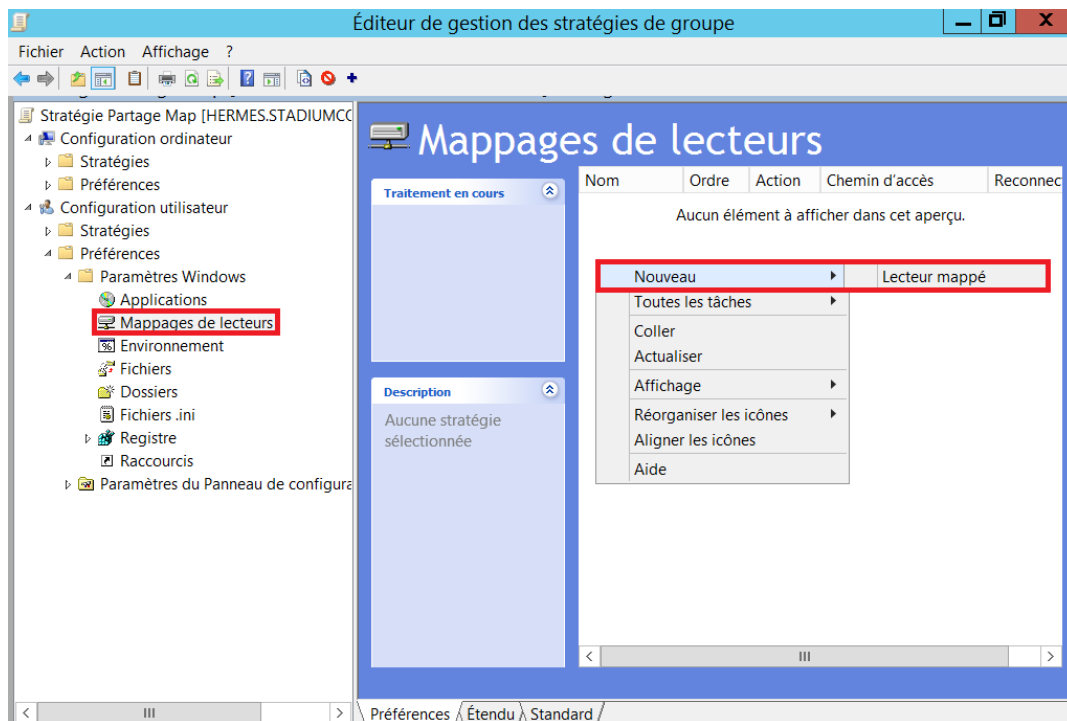 Éditeur de gestion des stratégies de groupe
Fichier Action Affichage ?
Stratégie Partage Map [HERMES.STADIUMCC
Configuration ordinateur
Stratégies
Préférences
Configuration utilisateur
Stratégies
Préférences
Paramètres Windows
Applications
Mappages de lecteurs
Environnement
Fichiers
Dossiers
Fichiers .ini
Registre
Raccourcis
Paramètres du Panneau de configura
Mappages de lecteurs
Traitement en cours
Description
Aucune stratégie
sélectionnée
Nom Ordre Action Chemin d'accès Reconnec
Aucun élément à afficher dans cet aperçu.
Nouveau
Lecteur mappé
Toutes les tâches
Coller
Actualiser
Affichage
Réorganiser les icônes
Aligner les icônes
Aide
Préférences Étendu Standard